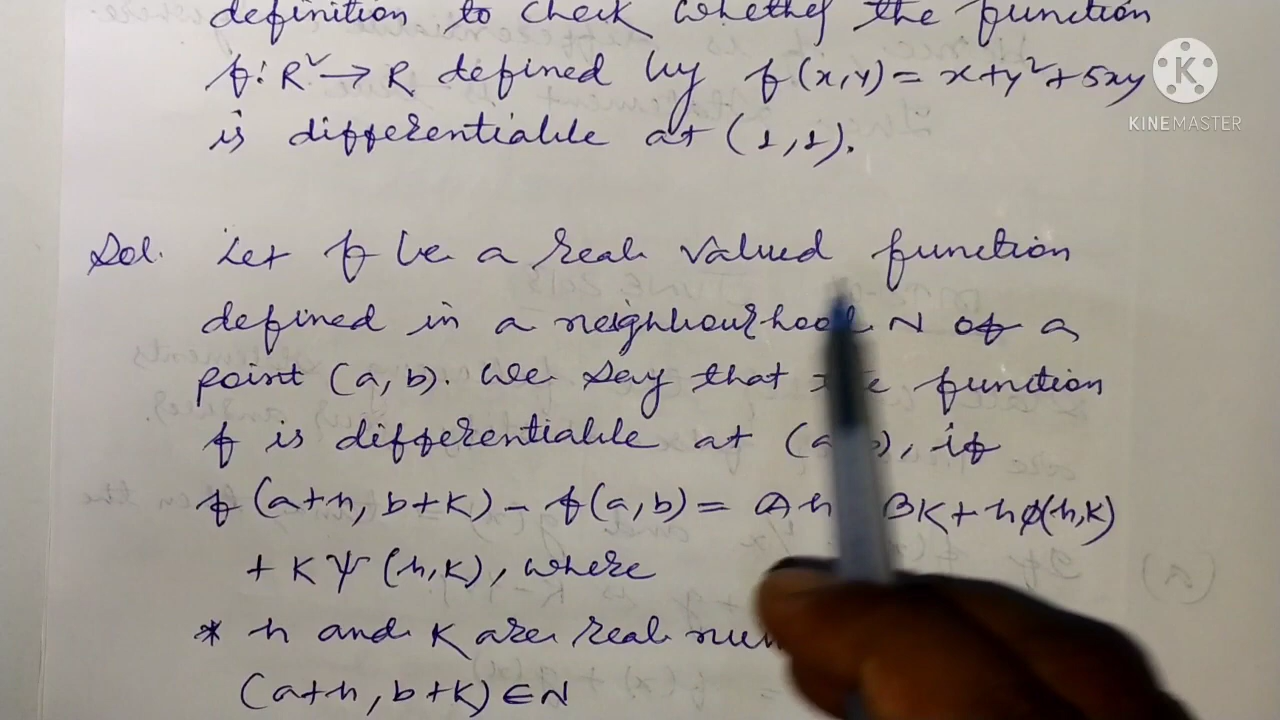 definition to check whether the function
f: R² → R defined by f(x,y) = x+y²+5xy
is differentiable at (1,1).
KINEMASTER
Sol. Let f be a real valued function
defined in a neighbourhood N of a
point (a, b). We say that the function
f is differentiable at (a, b), if
f (a+h, b+k) - f(a, b) = Ah Bk + hϕ(h,k)
+ kψ (h,k), where
* h and k are real
(a+h, b+k) ∈ N